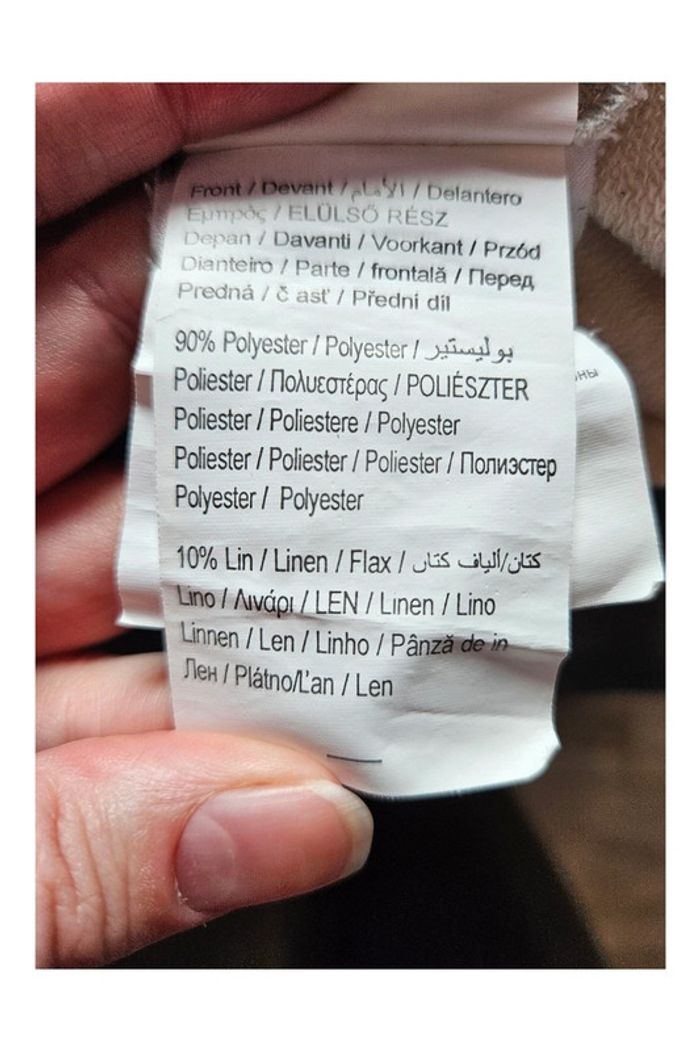 Front / Devant / الأمام / Delantero
Εμπρός / ELÜLSŐ RÉSZ
Depan / Davanti / Voorkant / Przód
Dianteiro / Parte / frontală / Перед
Predná / č asť / Přední díl
90% Polyester / Polyester / بوليستير
Poliester / Πολυεστέρας / POLIÉSZTER
Poliester / Poliestere / Polyester
Poliester / Poliester / Poliester / Полиэстер
Polyester / Polyester
10% Lin / Linen / Flax / كتان/ألياف كتان
Lino / Λινάρι / LEN / Linen / Lino
Linnen / Len / Linho / Pânză de in
Лен / Plátno/Ľan / Len